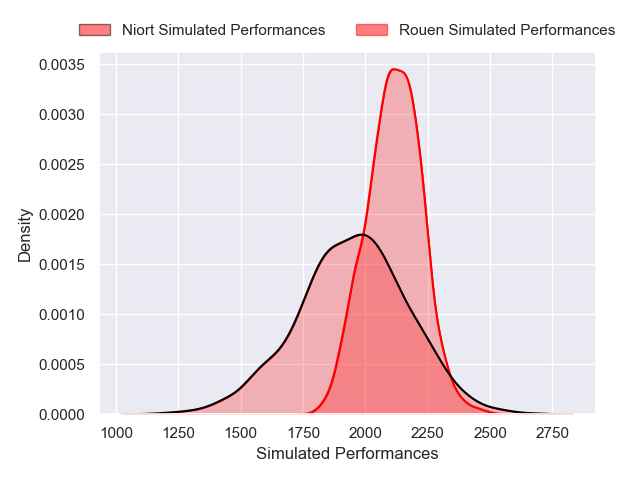 Niort Simulated Performances Rouen Simulated Performances
0.0035
0.0030
0.0025
0.0020
0.0015
0.0010
0.0005
0.0000
Density
1000 1250 1500 1750 2000 2250 2500 2750
Simulated Performances